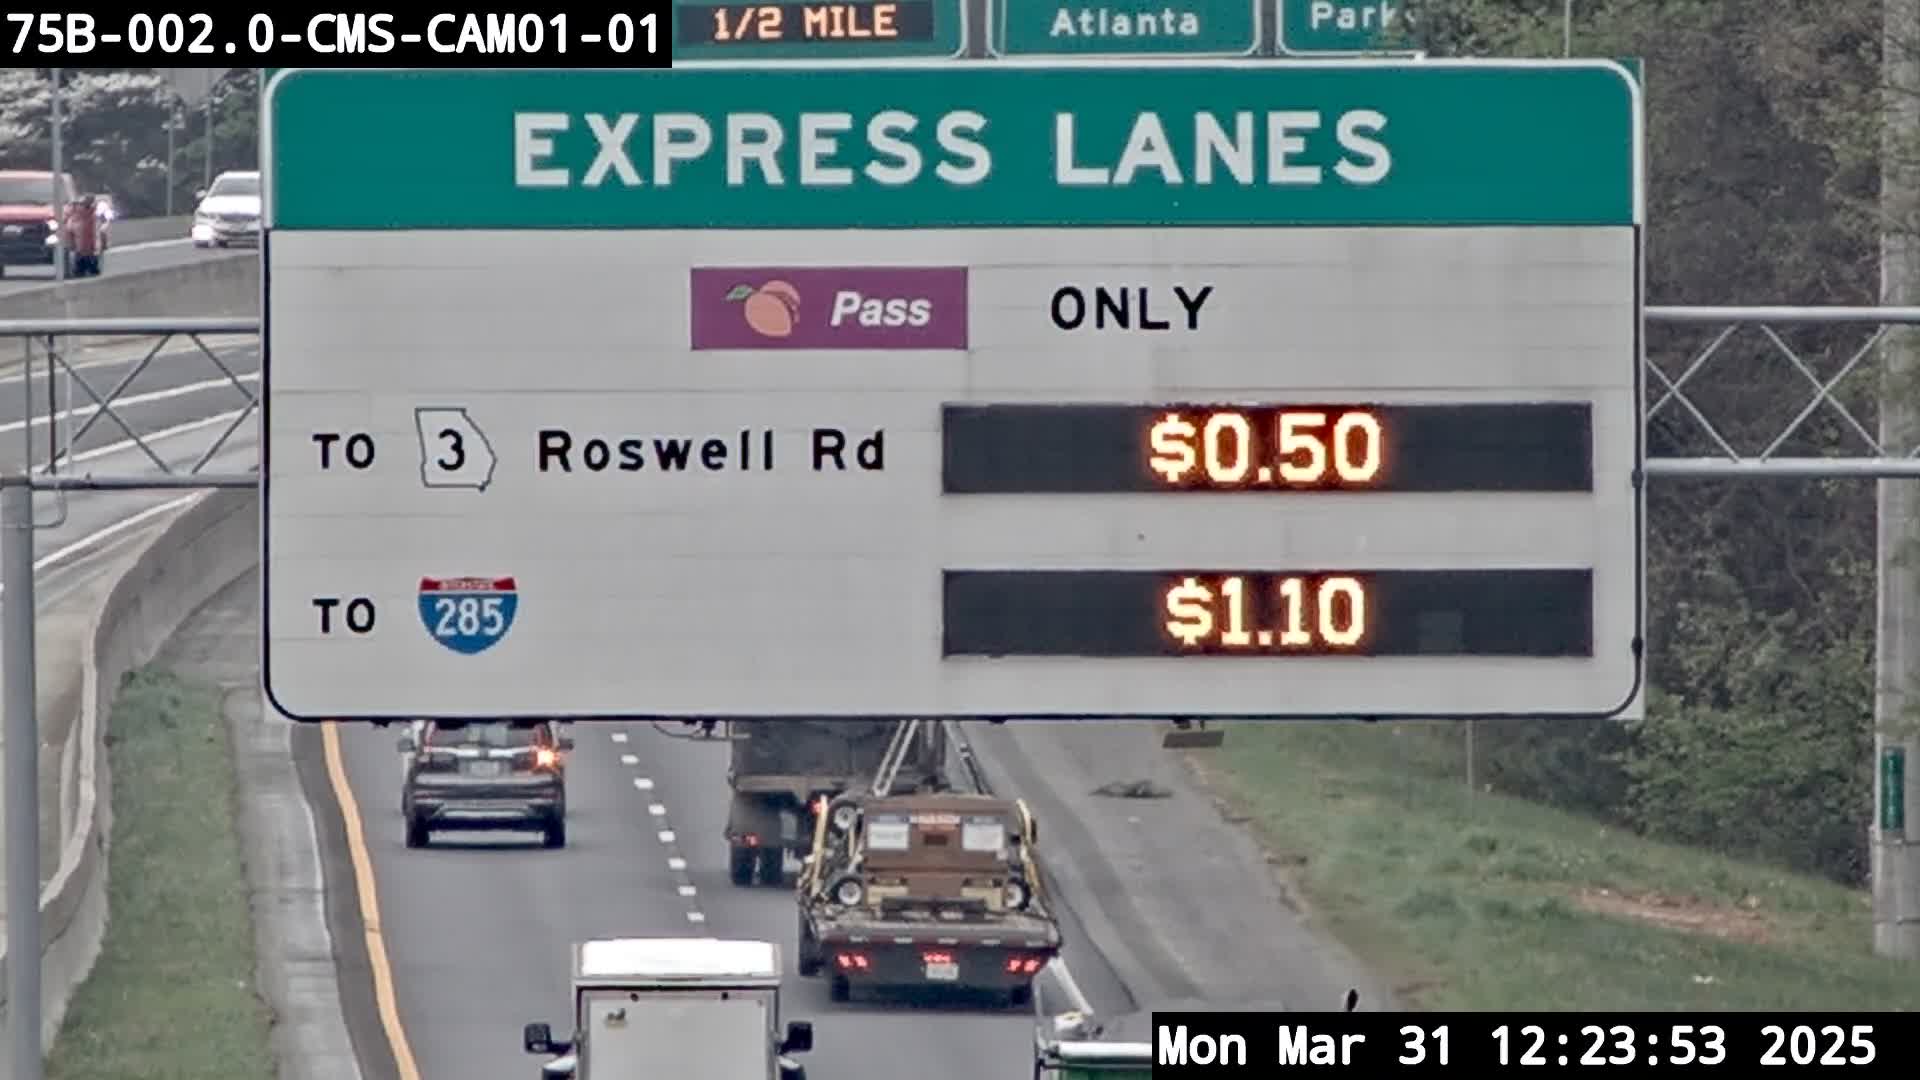 75B-002.0-CMS-CAM01-01
1/2 MILE
Atlanta
Park
EXPRESS LANES
Pass ONLY
TO 3 Roswell Rd $0.50
TO 285 $1.10
Mon Mar 31 12:23:53 2025